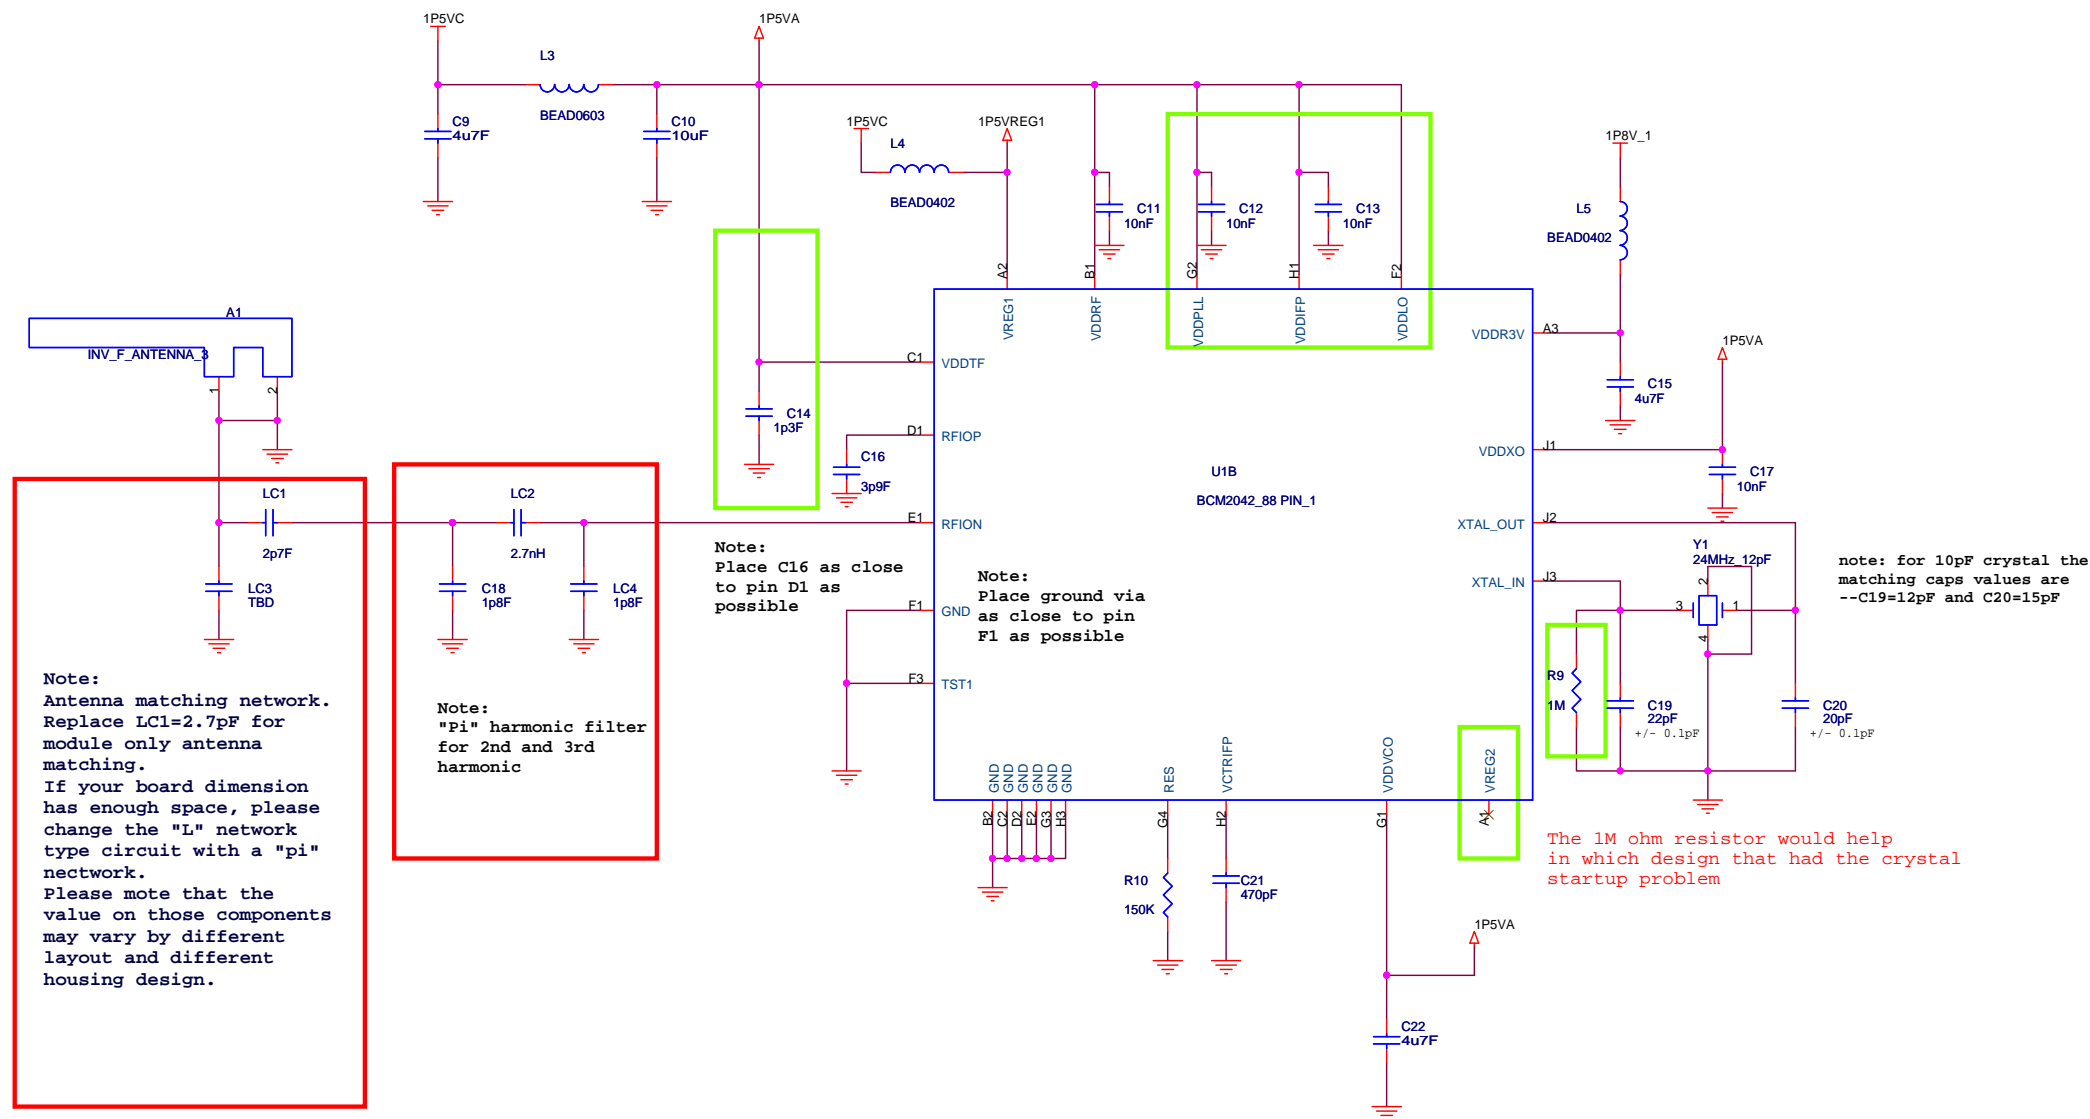 1P5VC
1P5VA
L3
BEAD0603
C9
4u7F
C10
10uF
1P5VC
1P5VREG1
L4
BEAD0402
C11
10nF
C12
10nF
C13
10nF
1P8V_1
L5
BEAD0402
A2
B1
G2
H1
F2
VREG1
VDDRF
VDDPLL
VDDIFP
VDDLO
VDDR3V
A3
C15
4u7F
1P5VA
A1
INV_F_ANTENNA_3
1
2
C1
VDDTF
C14
1p3F
D1
RFIOP
C16
3p9F
VDDXO
J1
C17
10nF
U1B
BCM2042_88 PIN_1
LC1
2p7F
LC2
2.7nH
E1
RFION
XTAL_OUT
J2
Y1
24MHz_12pF
XTAL_IN
J3
2
3
1
4
note: for 10pF crystal the
matching caps values are
--C19=12pF and C20=15pF
Note:
Place C16 as close
to pin D1 as
possible
Note:
Place ground via
as close to pin
F1 as possible
LC3
TBD
C18
1p8F
LC4
1p8F
F1
GND
F3
TST1
R9
1M
C19
22pF
+/- 0.1pF
C20
20pF
+/- 0.1pF
Note:
Antenna matching network.
Replace LC1=2.7pF for
module only antenna
matching.
If your board dimension
has enough space, please
change the "L" network
type circuit with a "pi"
nectwork.
Please mote that the
value on those components
may vary by different
layout and different
housing design.
Note:
"Pi" harmonic filter
for 2nd and 3rd
harmonic
GND
GND
GND
GND
GND
GND
RES
VCTRIFP
VDDVCO
VREG2
B2
C2
D2
E2
G3
H3
G4
H2
G1
A1
The 1M ohm resistor would help
in which design that had the crystal
startup problem
R10
150K
C21
470pF
1P5VA
C22
4u7F